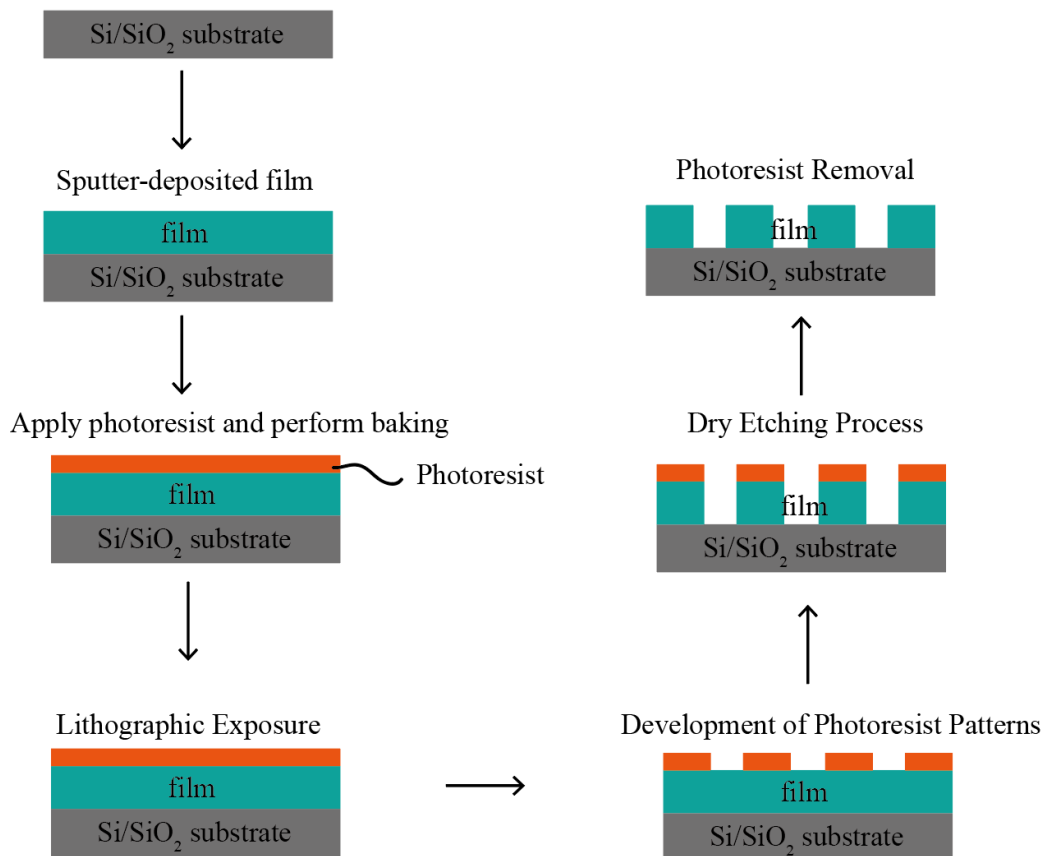 Si/SiO₂ substrate
Sputter-deposited film
film
Si/SiO₂ substrate
Apply photoresist and perform baking
Photoresist
film
Si/SiO₂ substrate
Lithographic Exposure
film
Si/SiO₂ substrate
Development of Photoresist Patterns
film
Si/SiO₂ substrate
Dry Etching Process
film
Si/SiO₂ substrate
Photoresist Removal
film
Si/SiO₂ substrate